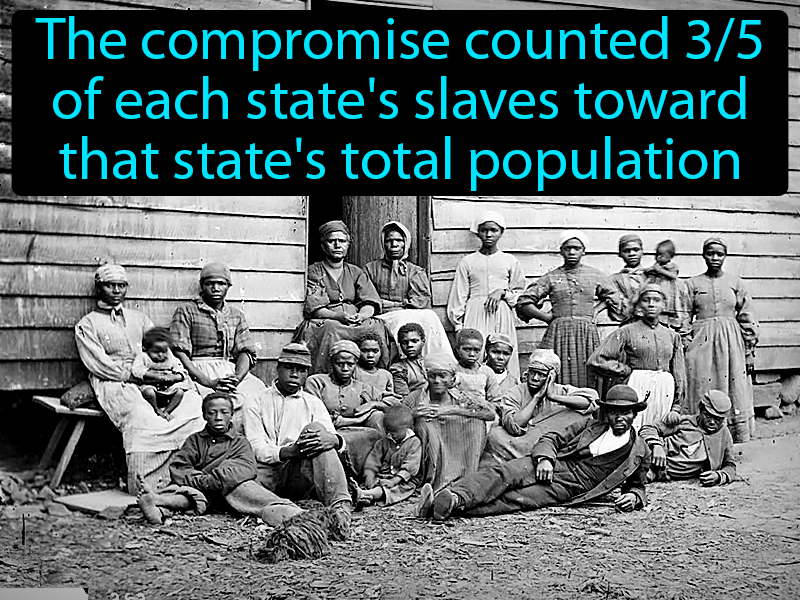 The compromise counted 3/5
of each state's slaves toward
that state's total population